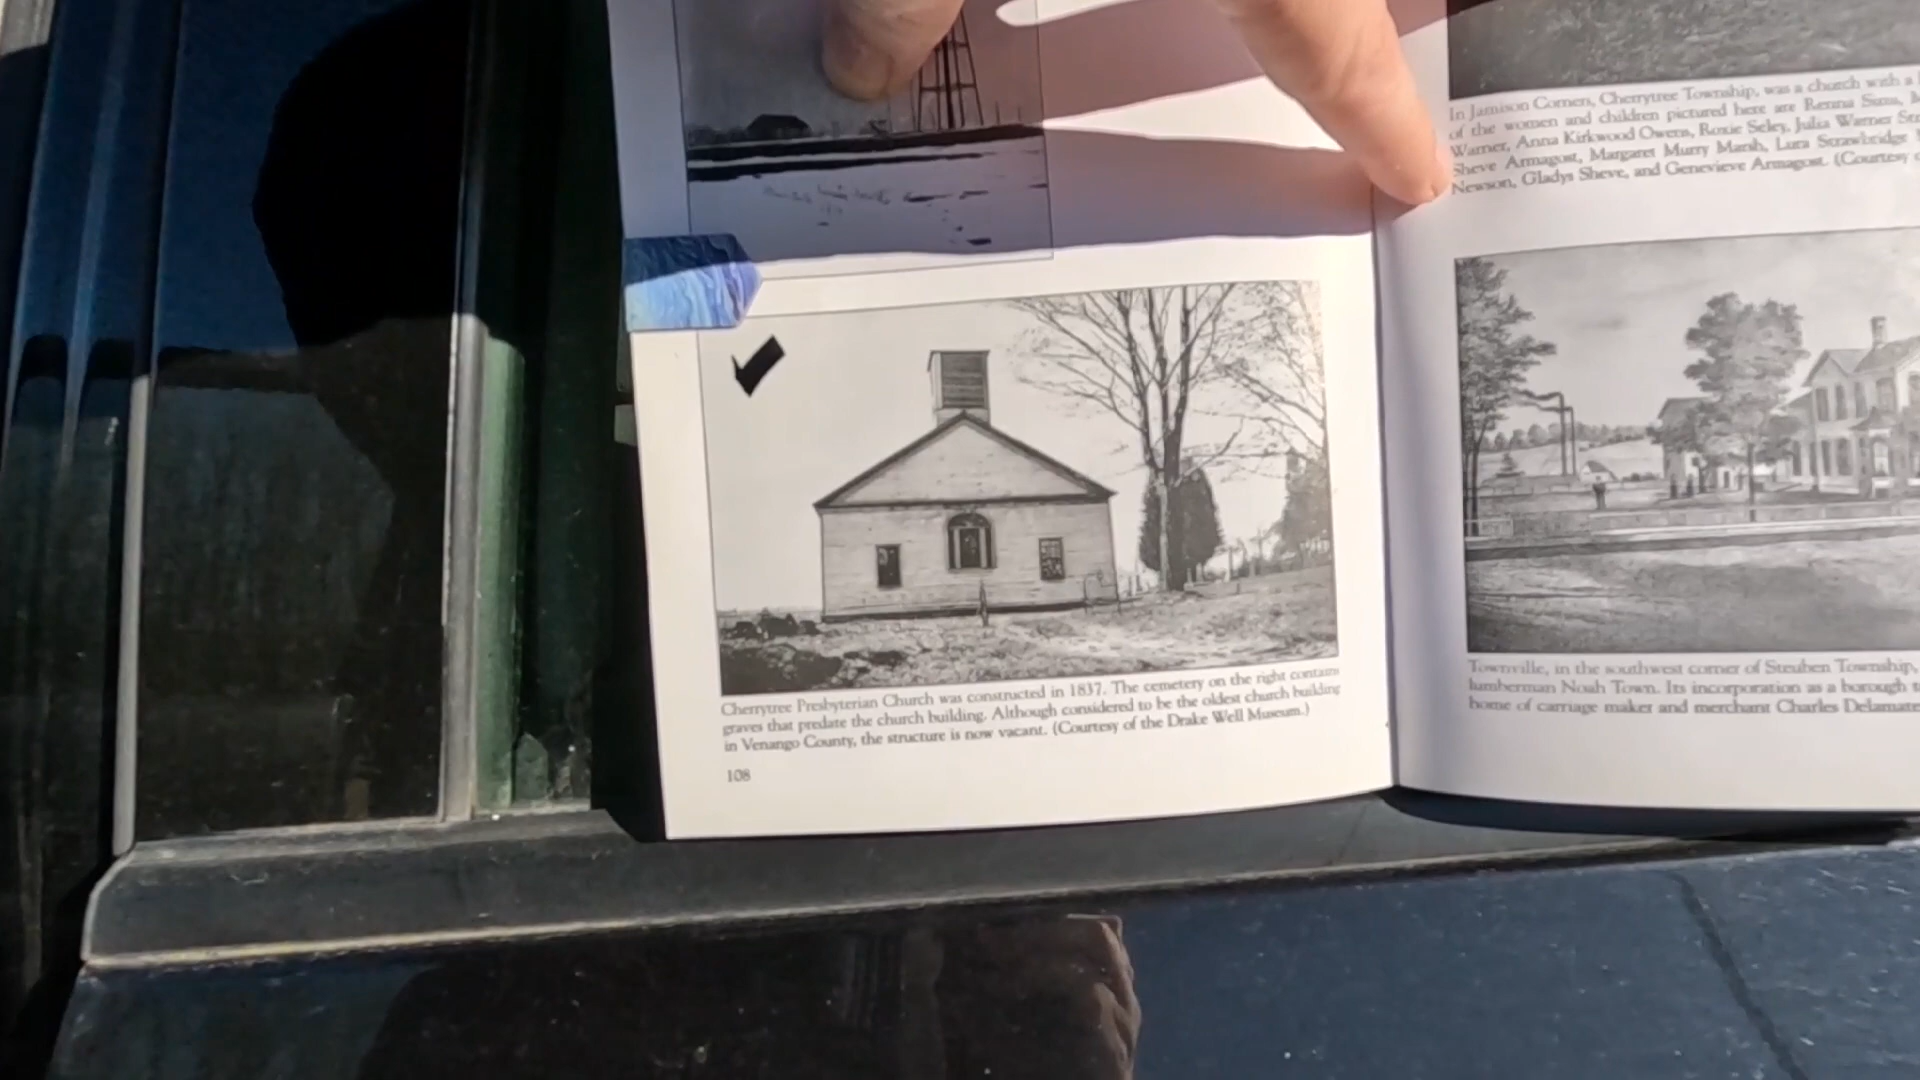 Cherrytree Presbyterian Church was constructed in 1837. The cemetery on the right contains
graves that predate the church building. Although considered to be the oldest church building
in Venango County, the structure is now vacant. (Courtesy of the Drake Well Museum.)
108
In Jamison Corners, Cherrytree Township, was a church with a
of the women and children pictured here are Renna Sims,
Warner, Anna Kirkwood Owens, Roxie Seley, Julia Warner
Sheve Armagost, Margaret Murry Marsh, Lura Strawbridge
Newson, Gladys Sheve, and Genevieve Armagost. (Courtesy
Townville, in the southwest corner of Steuben Township,
lumberman Noah Town. Its incorporation as a borough
home of carriage maker and merchant Charles Delamater